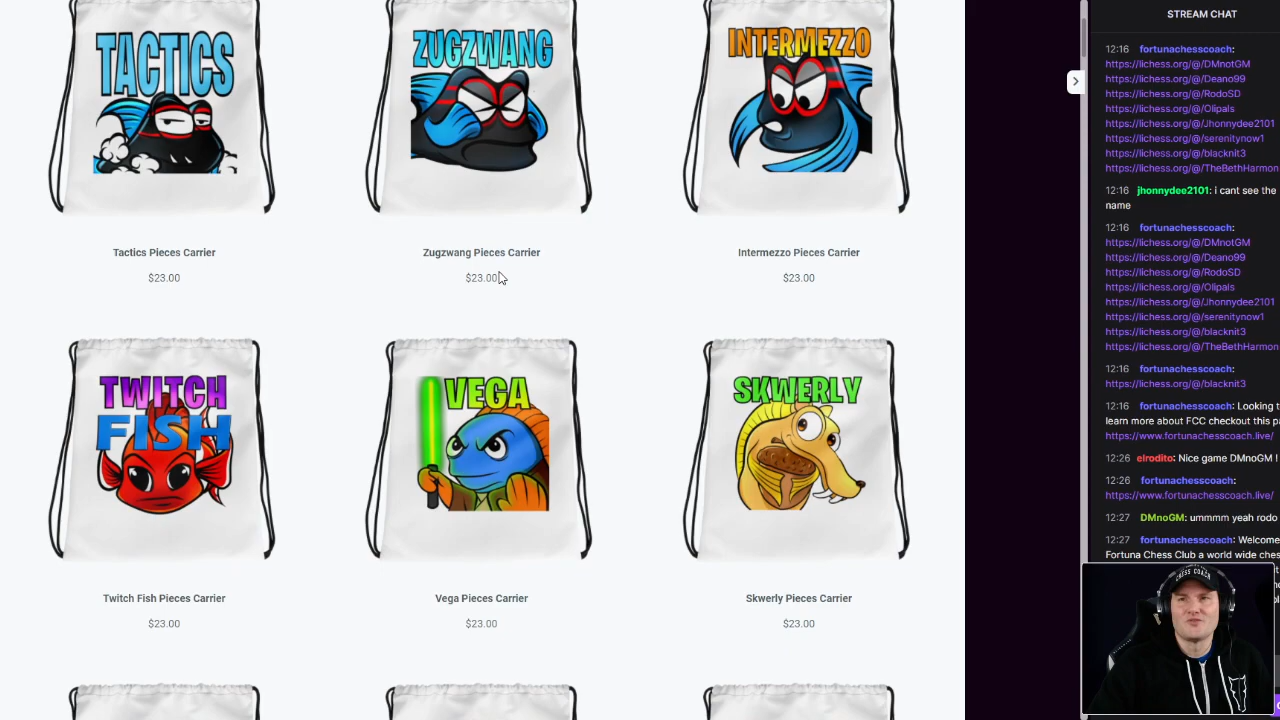 TACTICS
ZUGZWANG
INTERMEZZO
Tactics Pieces Carrier
$23.00
Zugzwang Pieces Carrier
$23.00
Intermezzo Pieces Carrier
$23.00
TWITCH
FISH
VEGA
SKWERLY
Twitch Fish Pieces Carrier
$23.00
Vega Pieces Carrier
$23.00
Skwerly Pieces Carrier
$23.00
STREAM CHAT
12:16 fortunachesscoach:
https://lichess.org/@/DMnotGM
https://lichess.org/@/Deano99
https://lichess.org/@/RodoSD
https://lichess.org/@/Olipals
https://lichess.org/@/Jhonnydee2101
https://lichess.org/@/serenitynow1
https://lichess.org/@/blacknit3
https://lichess.org/@/TheBethHarmon
12:16 jhonnydee2101: i cant see the
name
12:16 fortunachesscoach:
https://lichess.org/@/DMnotGM
https://lichess.org/@/Deano99
https://lichess.org/@/RodoSD
https://lichess.org/@/Olipals
https://lichess.org/@/Jhonnydee2101
https://lichess.org/@/serenitynow1
https://lichess.org/@/blacknit3
https://lichess.org/@/TheBethHarmon
12:16 fortunachesscoach:
https://lichess.org/@/blacknit3
12:16 fortunachesscoach: Looking t
learn more about FCC checkout this pa
https://www.fortunachesscoach.live/
12:26 elrodito: Nice game DMnoGM !
12:26 fortunachesscoach:
https://www.fortunachesscoach.live/
12:27 DMnoGM: ummmm yeah rodo
12:27 fortunachesscoach: Welcome
Fortuna Chess Club a world wide ches
CHESS COACH